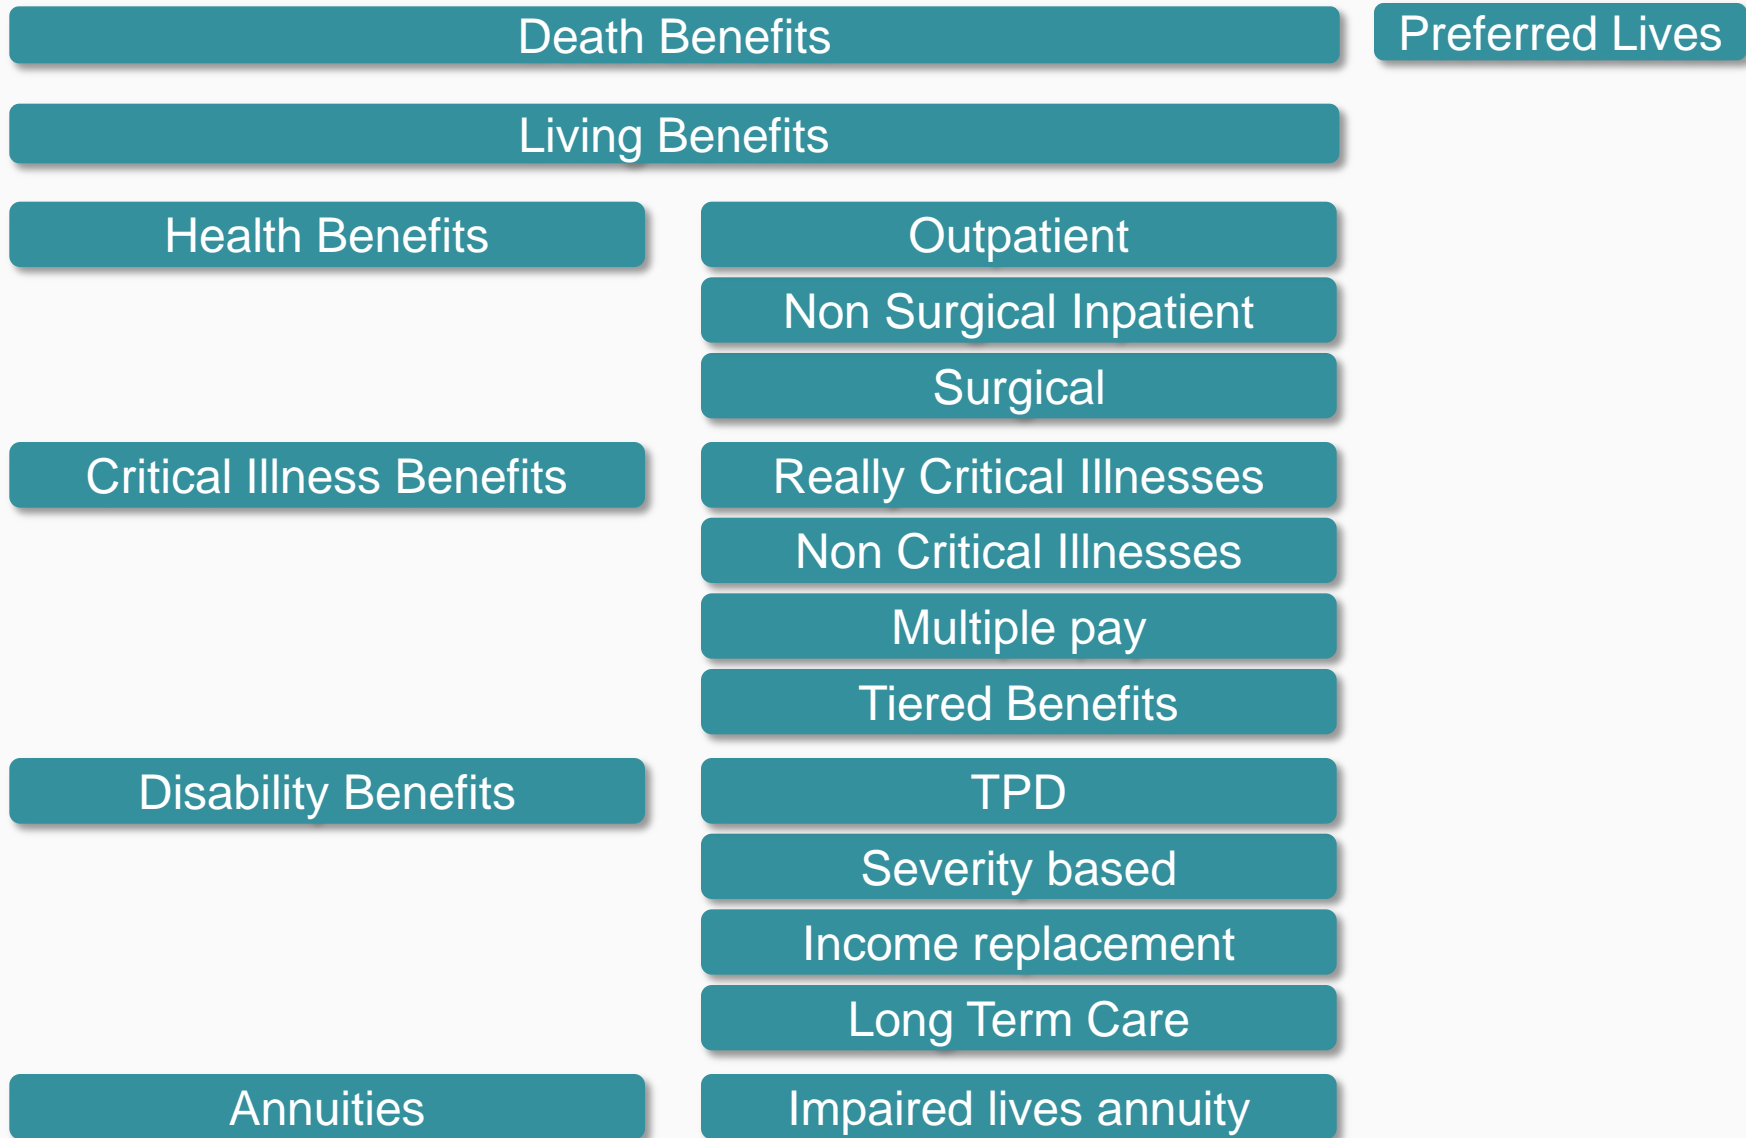 Death Benefits
Preferred Lives
Living Benefits
Health Benefits
Outpatient
Non Surgical Inpatient
Surgical
Critical Illness Benefits
Really Critical Illnesses
Non Critical Illnesses
Multiple pay
Tiered Benefits
Disability Benefits
TPD
Severity based
Income replacement
Long Term Care
Annuities
Impaired lives annuity